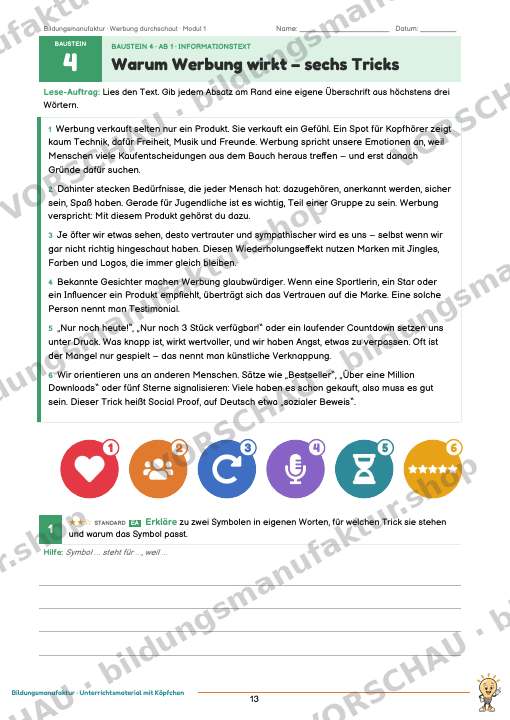 Bildungsmanufaktur · Werbung durchschaut · Modul 1
Name: Datum:
BAUSTEIN
4
BAUSTEIN 4 · AB 1 · INFORMATIONSTEXT
Warum Werbung wirkt – sechs Tricks
Lese-Auftrag: Lies den Text. Gib jedem Absatz am Rand eine eigene Überschrift aus höchstens drei
Wörtern.
1 Werbung verkauft selten nur ein Produkt. Sie verkauft ein Gefühl. Ein Spot für Kopfhörer zeigt
kaum Technik, dafür Freiheit, Musik und Freunde. Werbung spricht unsere Emotionen an, weil
Menschen viele Kaufentscheidungen aus dem Bauch heraus treffen – und erst danach
Gründe dafür suchen.
2 Dahinter stecken Bedürfnisse, die jeder Mensch hat: dazugehören, anerkannt werden, sicher
sein, Spaß haben. Gerade für Jugendliche ist es wichtig, Teil einer Gruppe zu sein. Werbung
verspricht: Mit diesem Produkt gehörst du dazu.
3 Je öfter wir etwas sehen, desto vertrauter und sympathischer wird es uns – selbst wenn wir
gar nicht richtig hingeschaut haben. Diesen Wiederholungseffekt nutzen Marken mit Jingles,
Farben und Logos, die immer gleich bleiben.
4 Bekannte Gesichter machen Werbung glaubwürdiger. Wenn eine Sportlerin, ein Star oder
ein Influencer ein Produkt empfiehlt, überträgt sich das Vertrauen auf die Marke. Eine solche
Person nennt man Testimonial.
5 „Nur noch heute!“, „Nur noch 3 Stück verfügbar!“ oder ein laufender Countdown setzen uns
unter Druck. Was knapp ist, wirkt wertvoller, und wir haben Angst, etwas zu verpassen. Oft ist
der Mangel nur gespielt – das nennt man künstliche Verknappung.
6 Wir orientieren uns an anderen Menschen. Sätze wie „Bestseller“, „Über eine Million
Downloads“ oder fünf Sterne signalisieren: Viele haben es schon gekauft, also muss es gut
sein. Dieser Trick heißt Social Proof, auf Deutsch etwa „sozialer Beweis“.
1 2 3 4 5 6
1 STANDARD EA Erkläre zu zwei Symbolen in eigenen Worten, für welchen Trick sie stehen
und warum das Symbol passt.
Hilfe: Symbol ... steht für ..., weil ...
Bildungsmanufaktur · Unterrichtsmaterial mit Köpfchen
13
VORSCHAU · bildungsmanufaktur.shop